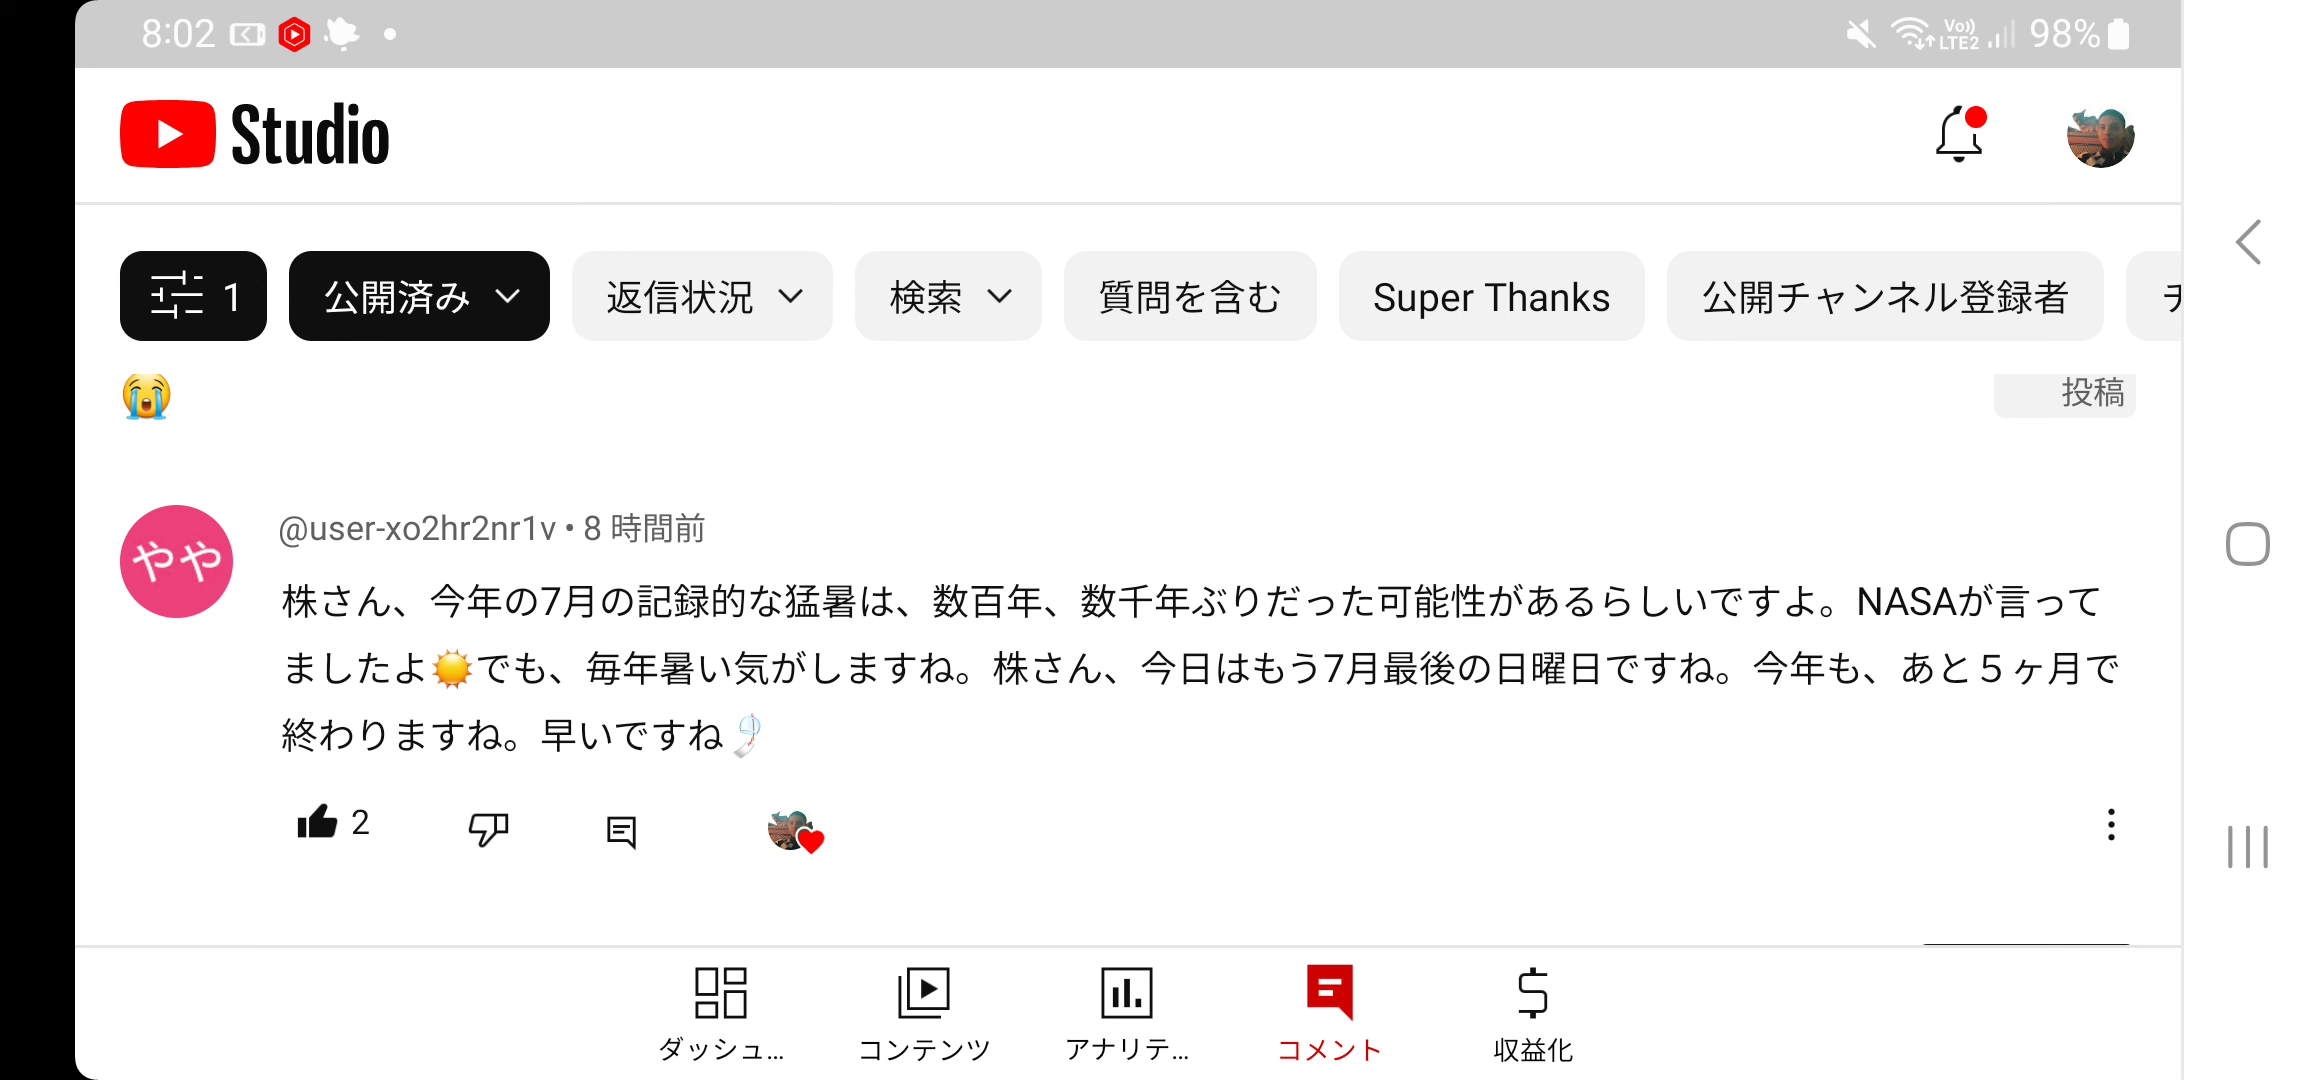 8:02
Vo))
LTE2
98%
Studio
1
公開済み
返信状況
検索
質問を含む
Super Thanks
公開チャンネル登録者
チ
😭
投稿
やや
@user-xo2hr2nr1v • 8 時間前
株さん、今年の7月の記録的な猛暑は、数百年、数千年ぶりだった可能性があるらしいですよ。NASAが言って
ましたよ☀️でも、毎年暑い気がしますね。株さん、今日はもう7月最後の日曜日ですね。今年も、あと５ヶ月で
終わりますね。早いですね🎐
2
ダッシュ...
コンテンツ
アナリテ...
コメント
収益化